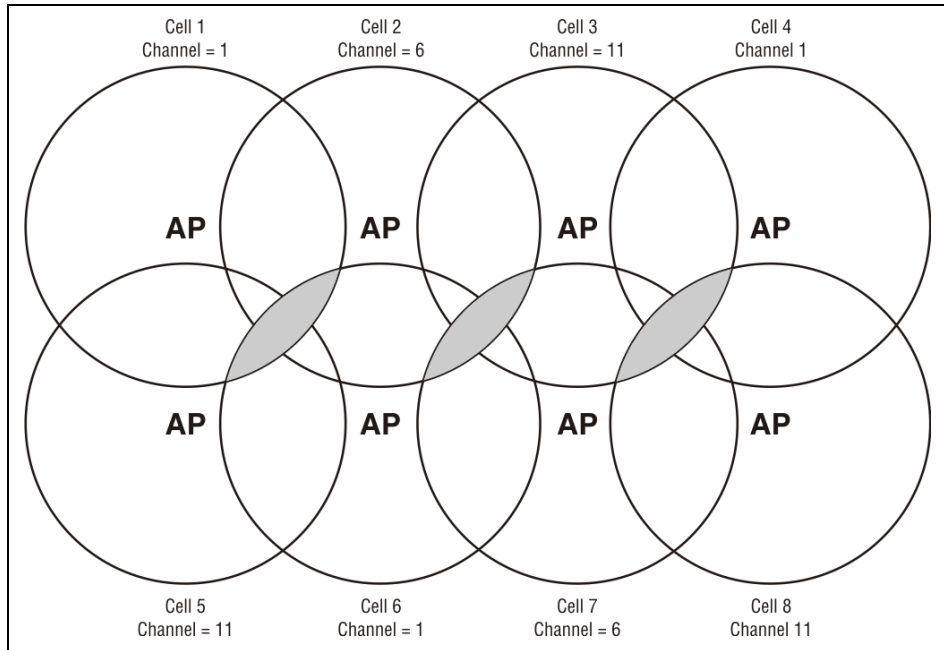 Cell 1
Channel = 1
Cell 2
Channel = 6
Cell 3
Channel = 11
Cell 4
Channel 1
AP
AP
AP
AP
AP
AP
AP
AP
Cell 5
Channel = 11
Cell 6
Channel = 1
Cell 7
Channel = 6
Cell 8
Channel 11